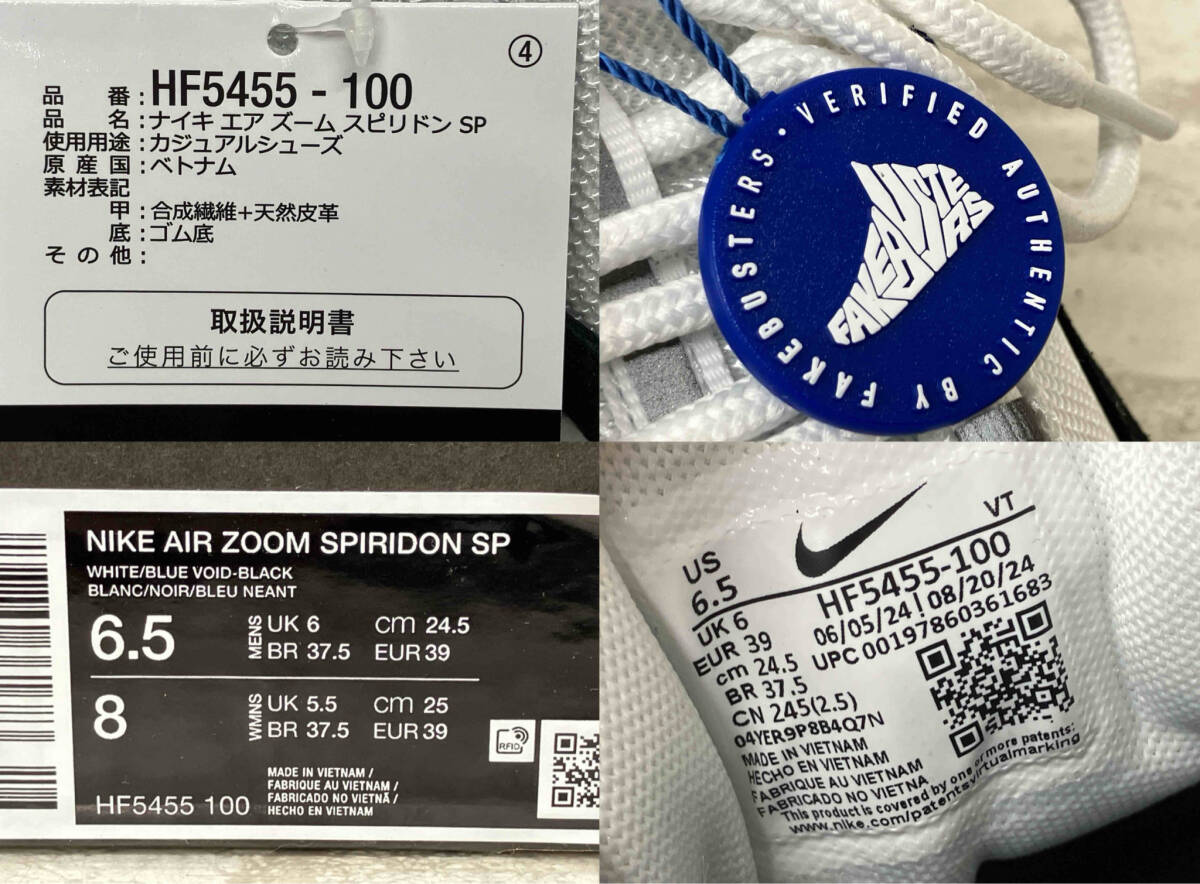 ④
品 番 : HF5455 - 100
品 名 : ナイキ エア ズーム スピリドン SP
使用用途 : カジュアルシューズ
原産国 : ベトナム
素材表記
甲 : 合成繊維+天然皮革
底 : ゴム底
その他 :
取扱説明書
ご使用前に必ずお読み下さい
VERIFIED AUTHENTIC BY FAKEBUSTERS ·
FAKE
BUSTERS
NIKE AIR ZOOM SPIRIDON SP
WHITE/BLUE VOID-BLACK
BLANC/NOIR/BLEU NEANT
6.5 MENS UK 6 cm 24.5
BR 37.5 EUR 39
8 WMNS UK 5.5 cm 25
BR 37.5 EUR 39
RFID
MADE IN VIETNAM /
FABRIQUE AU VIETNAM /
FABRICADO NO VIETNÃ /
HECHO EN VIETNAM
HF5455 100
VT
US
6.5
HF5455-100
UK 6
06/05/24 | 08/20/24
EUR 39
UPC 00197860361683
cm 24.5
BR 37.5
CN 245(2.5)
04YER9P8B4Q7N
MADE IN VIETNAM
HECHO EN VIETNAM
FABRIQUE AU VIETNAM
FABRICADO NO VIETNA
This product is covered by one or more patents:
www.nike.com/patentsvirtualmarking